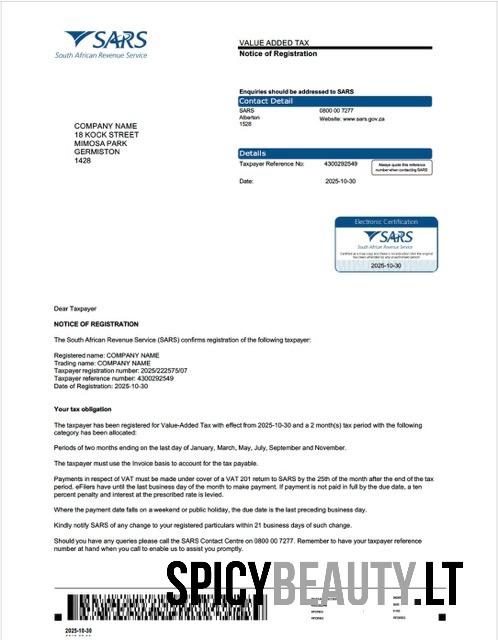 SARS
South African Revenue Service
VALUE ADDED TAX
Notice of Registration
Enquiries should be addressed to SARS
Contact Detail
SARS 0800 00 7277
Alberton Website: www.sars.gov.za
1528
COMPANY NAME
18 KOCK STREET
MIMOSA PARK
GERMISTON
1428
Details
Taxpayer Reference No: 4300292549
Always quote this reference
number when contacting SARS
Date: 2025-10-30
Electronic Certification
SARS
South African Revenue Service
2025-10-30
Dear Taxpayer
NOTICE OF REGISTRATION
The South African Revenue Service (SARS) confirms registration of the following taxpayer:
Registered name: COMPANY NAME
Trading name: COMPANY NAME
Taxpayer registration number: 2025/222575/07
Taxpayer reference number: 4300292549
Date of Registration: 2025-10-30
Your tax obligation
The taxpayer has been registered for Value-Added Tax with effect from 2025-10-30 and a 2 month(s) tax period with the following
category has been allocated:
Periods of two months ending on the last day of January, March, May, July, September and November.
The taxpayer must use the Invoice basis to account for the tax payable.
Payments in respect of VAT must be made under cover of a VAT 201 return to SARS by the 25th of the month after the end of the tax
period. eFilers have until the last business day of the month to make payment. If payment is not paid in full by the due date, a ten
percent penalty and interest at the prescribed rate is levied.
Where the payment date falls on a weekend or public holiday, the due date is the last preceding business day.
Kindly notify SARS of any change to your registered particulars within 21 business days of such change.
Should you have any queries please call the SARS Contact Centre on 0800 00 7277. Remember to have your taxpayer reference
number at hand when you call to enable us to assist you promptly.
SPICYBEAUTY.LT
2025-10-30